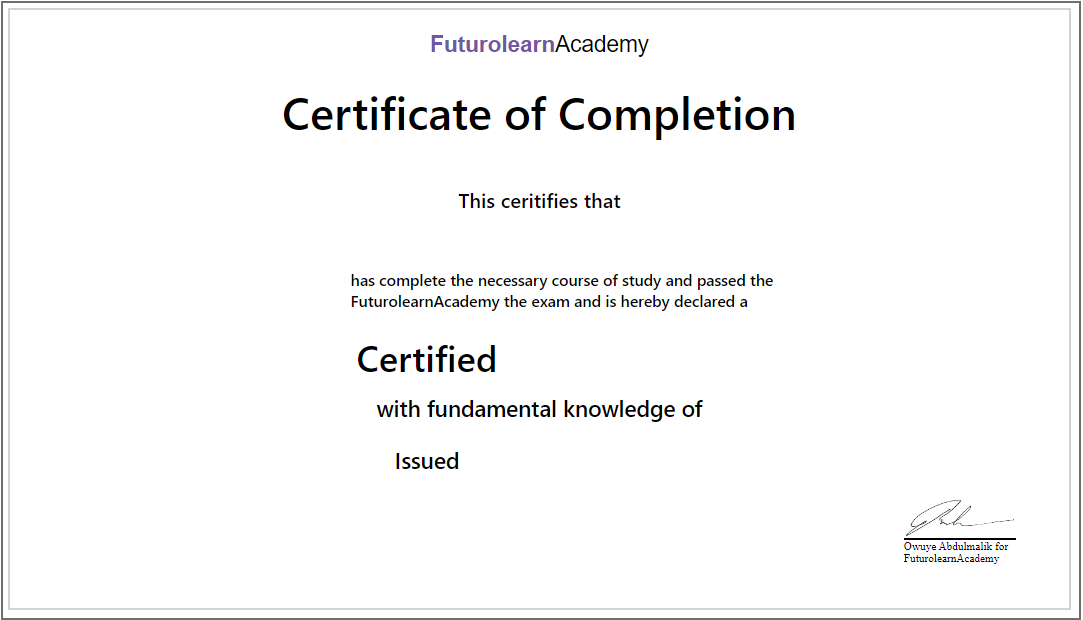 FuturolearnAcademy
Certificate of Completion
This ceritifies that
has complete the necessary course of study and passed the
FuturolearnAcademy the exam and is hereby declared a
Certified
with fundamental knowledge of
Issued
Owuye Abdulmalik for
FuturolearnAcademy